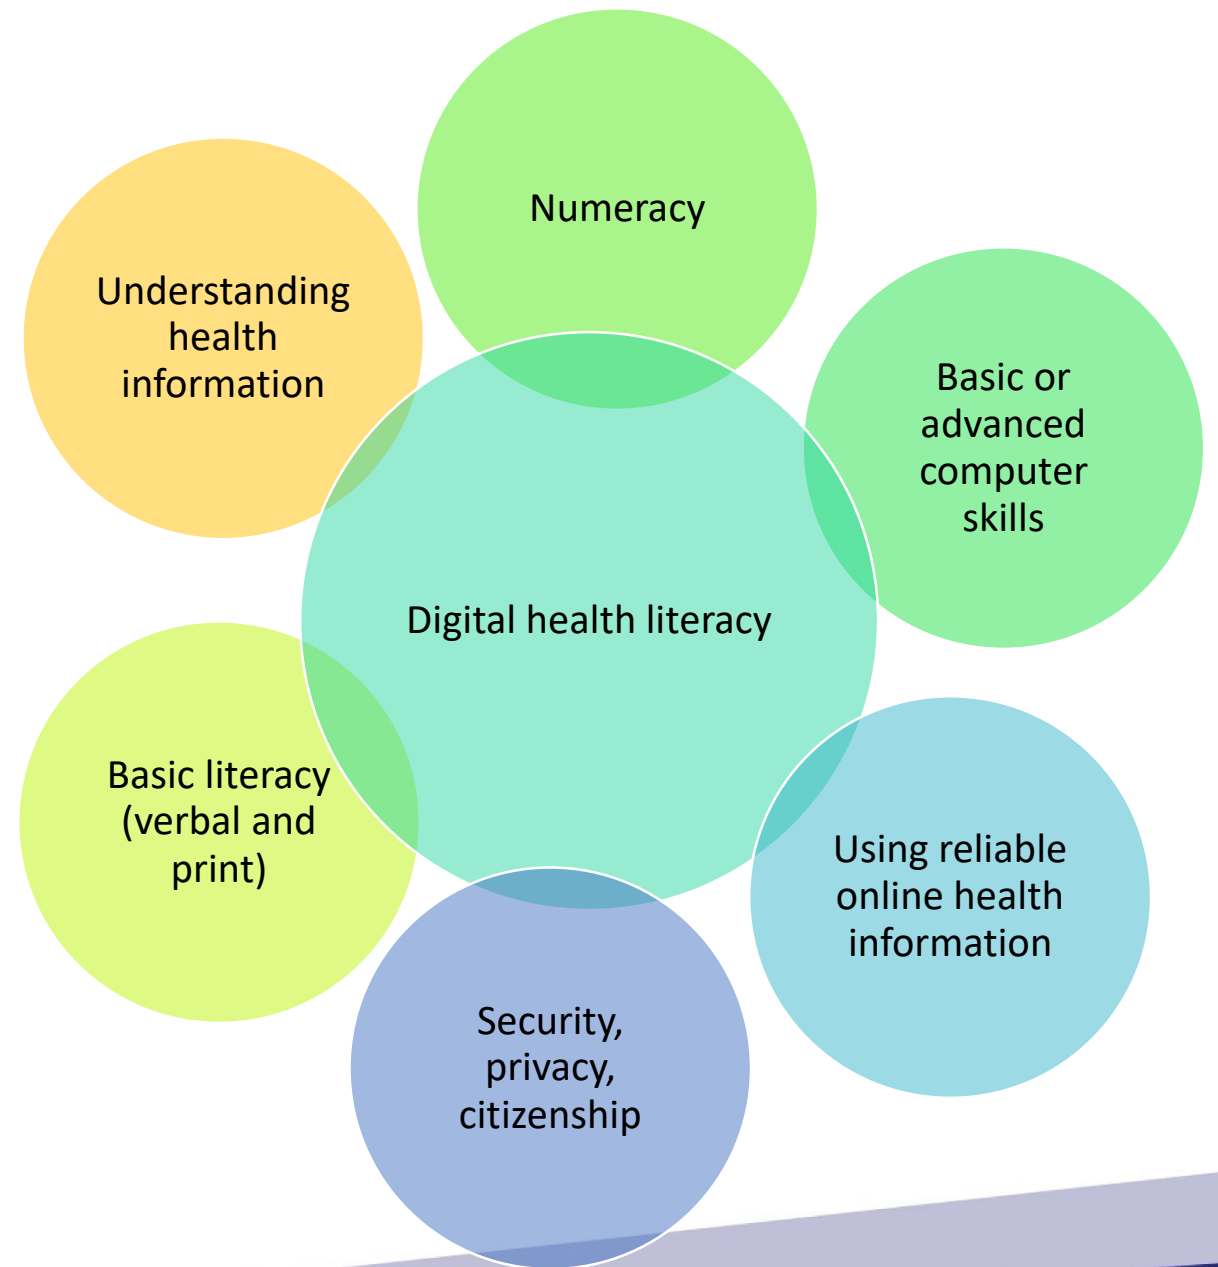 Numeracy
Understanding
health
information
Basic or
advanced
computer
skills
Digital health literacy
Basic literacy
(verbal and
print)
Using reliable
online health
information
Security,
privacy,
citizenship